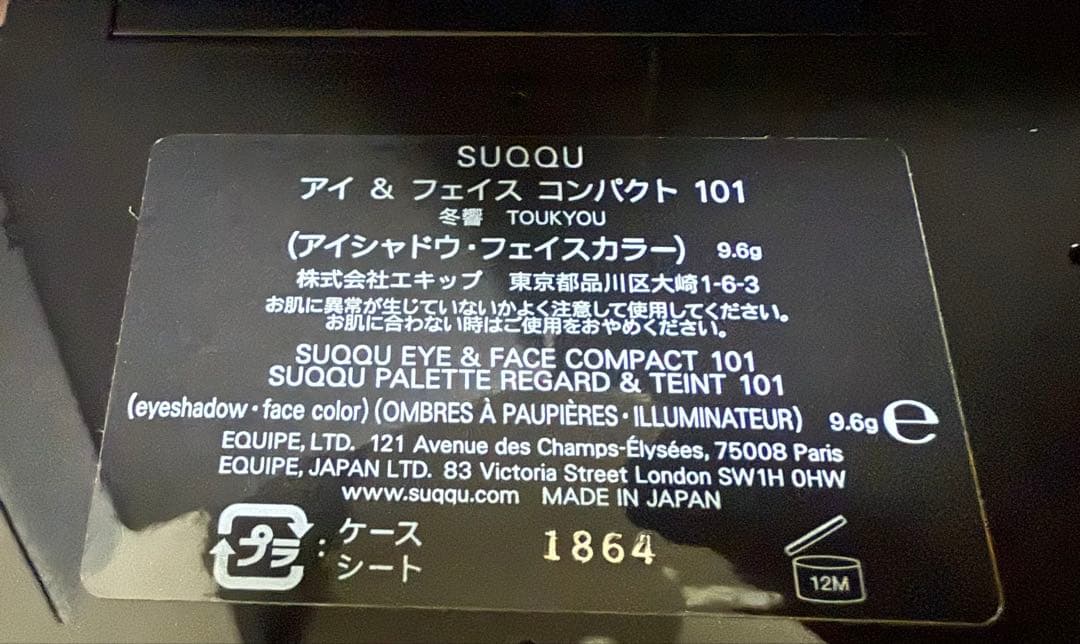 SUQQU
アイ & フェイス コンパクト 101
冬響 TOUKYOU
(アイシャドウ・フェイスカラー) 9.6g
株式会社エキップ 東京都品川区大崎1-6-3
お肌に異常が生じていないかよく注意して使用してください。
お肌に合わない時はご使用をおやめください。
SUQQU EYE & FACE COMPACT 101
SUQQU PALETTE REGARD & TEINT 101
(eyeshadow・face color) (OMBRES À PAUPIÈRES・ILLUMINATEUR) 9.6g ℮
EQUIPE, LTD. 121 Avenue des Champs-Élysées, 75008 Paris
EQUIPE, JAPAN LTD. 83 Victoria Street London SW1H 0HW
www.suqqu.com MADE IN JAPAN
プラ : ケース
シート
1864
12M